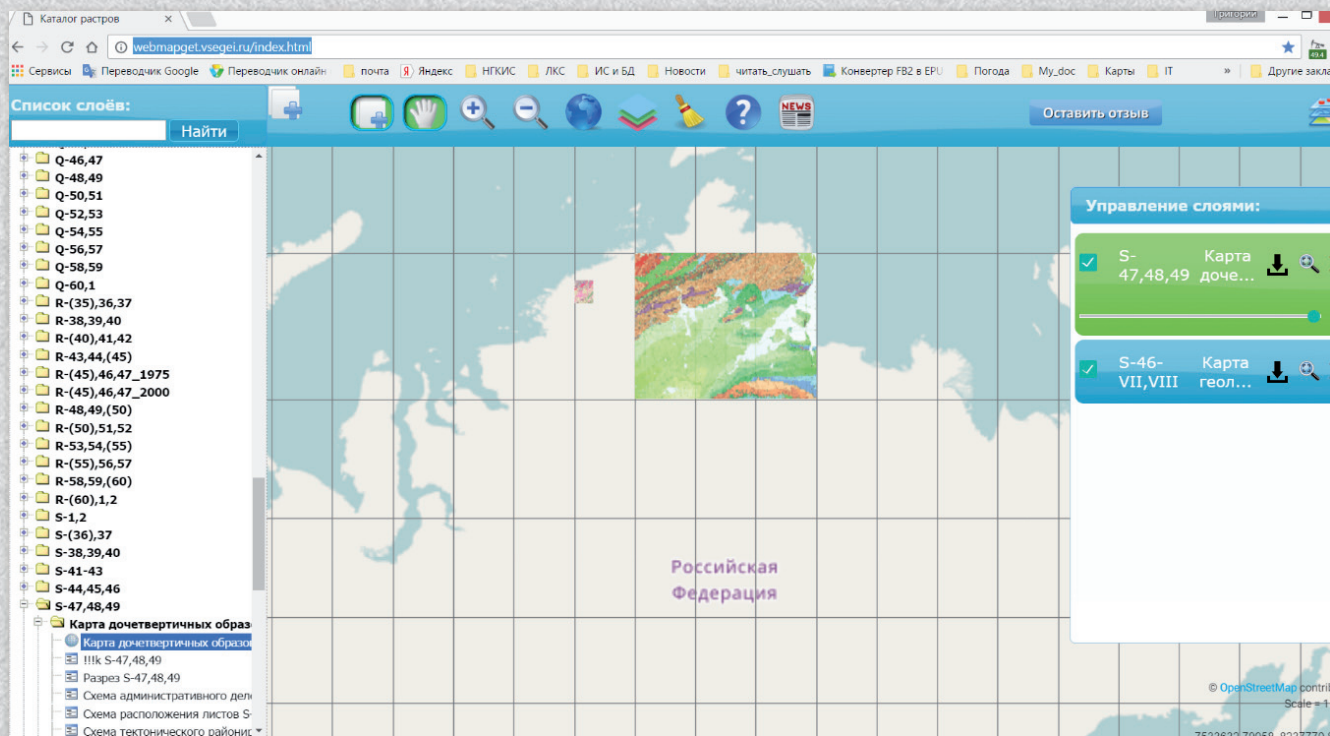 Каталог растров
Григорий
webmapget.vsegei.ru/index.html
Сервисы Переводчик Google Переводчик онлайн почта Яндекс НГКИС ЛКС ИС и БД Новости читать_слушать Конвертер FB2 в EPU Погода My_doc Карты IT » Другие закла
Список слоёв:
Найти
NEWS
Оставить отзыв
Q-46,47
Q-48,49
Q-50,51
Q-52,53
Q-54,55
Q-56,57
Q-58,59
Q-60,1
R-(35),36,37
R-38,39,40
R-(40),41,42
R-43,44,(45)
R-(45),46,47_1975
R-(45),46,47_2000
R-48,49,(50)
R-(50),51,52
R-53,54,(55)
R-(55),56,57
R-58,59,(60)
R-(60),1,2
S-1,2
S-(36),37
S-38,39,40
S-41-43
S-44,45,46
S-47,48,49
Карта дочетвертичных образ
Карта дочетвертичных образо
!!!k S-47,48,49
Разрез S-47,48,49
Схема административного дел
Схема расположения листов S-
Схема тектонического райони
Российская
Федерация
Управление слоями:
S- Карта
47,48,49 доче...
S-46- Карта
VII,VIII геол...
© OpenStreetMap contri
Scale = 1